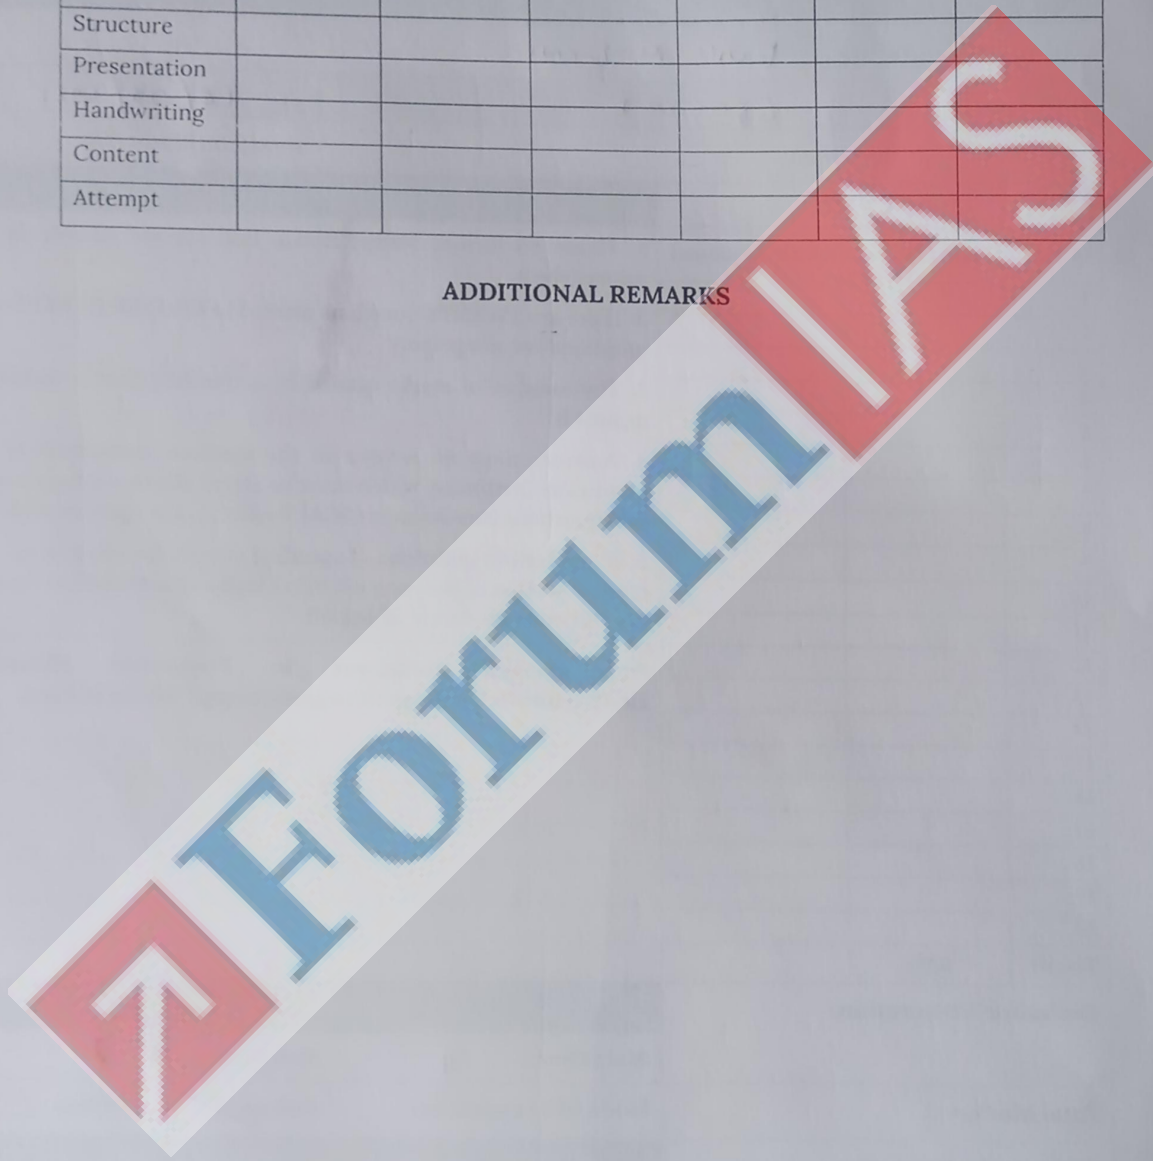 Structure
Presentation
Handwriting
Content
Attempt
ADDITIONAL REMARKS
Forum IAS